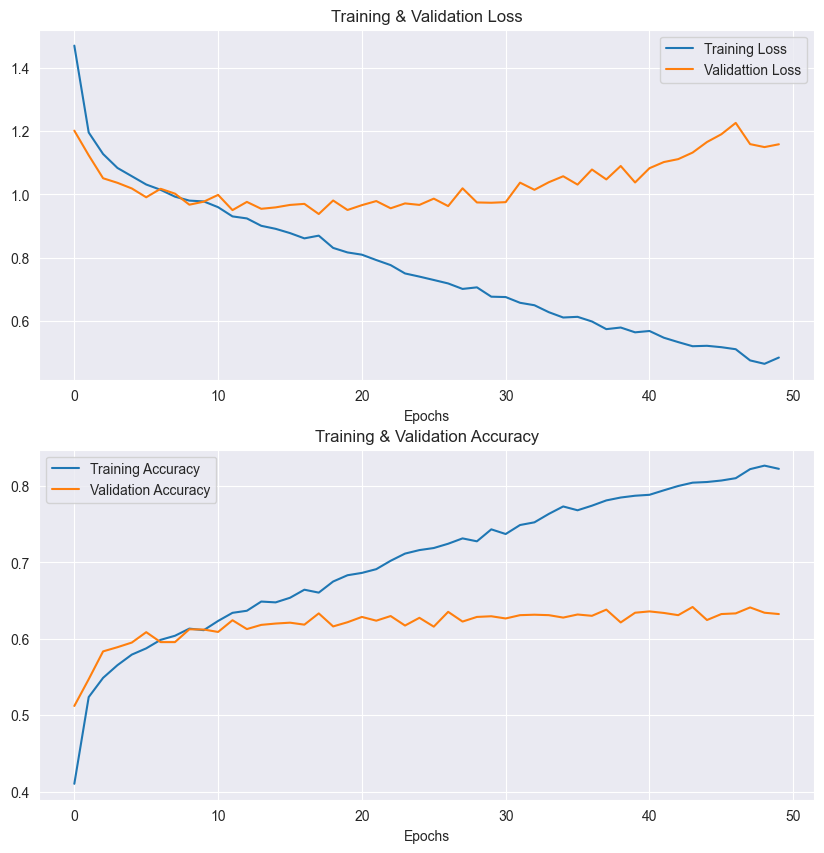 Training & Validation Loss
Training Loss
Validattion Loss
1.4
1.2
1.0
0.8
0.6
0 10 20 30 40 50
Epochs
Training & Validation Accuracy
Training Accuracy
Validation Accuracy
0.8
0.7
0.6
0.5
0.4
0 10 20 30 40 50
Epochs